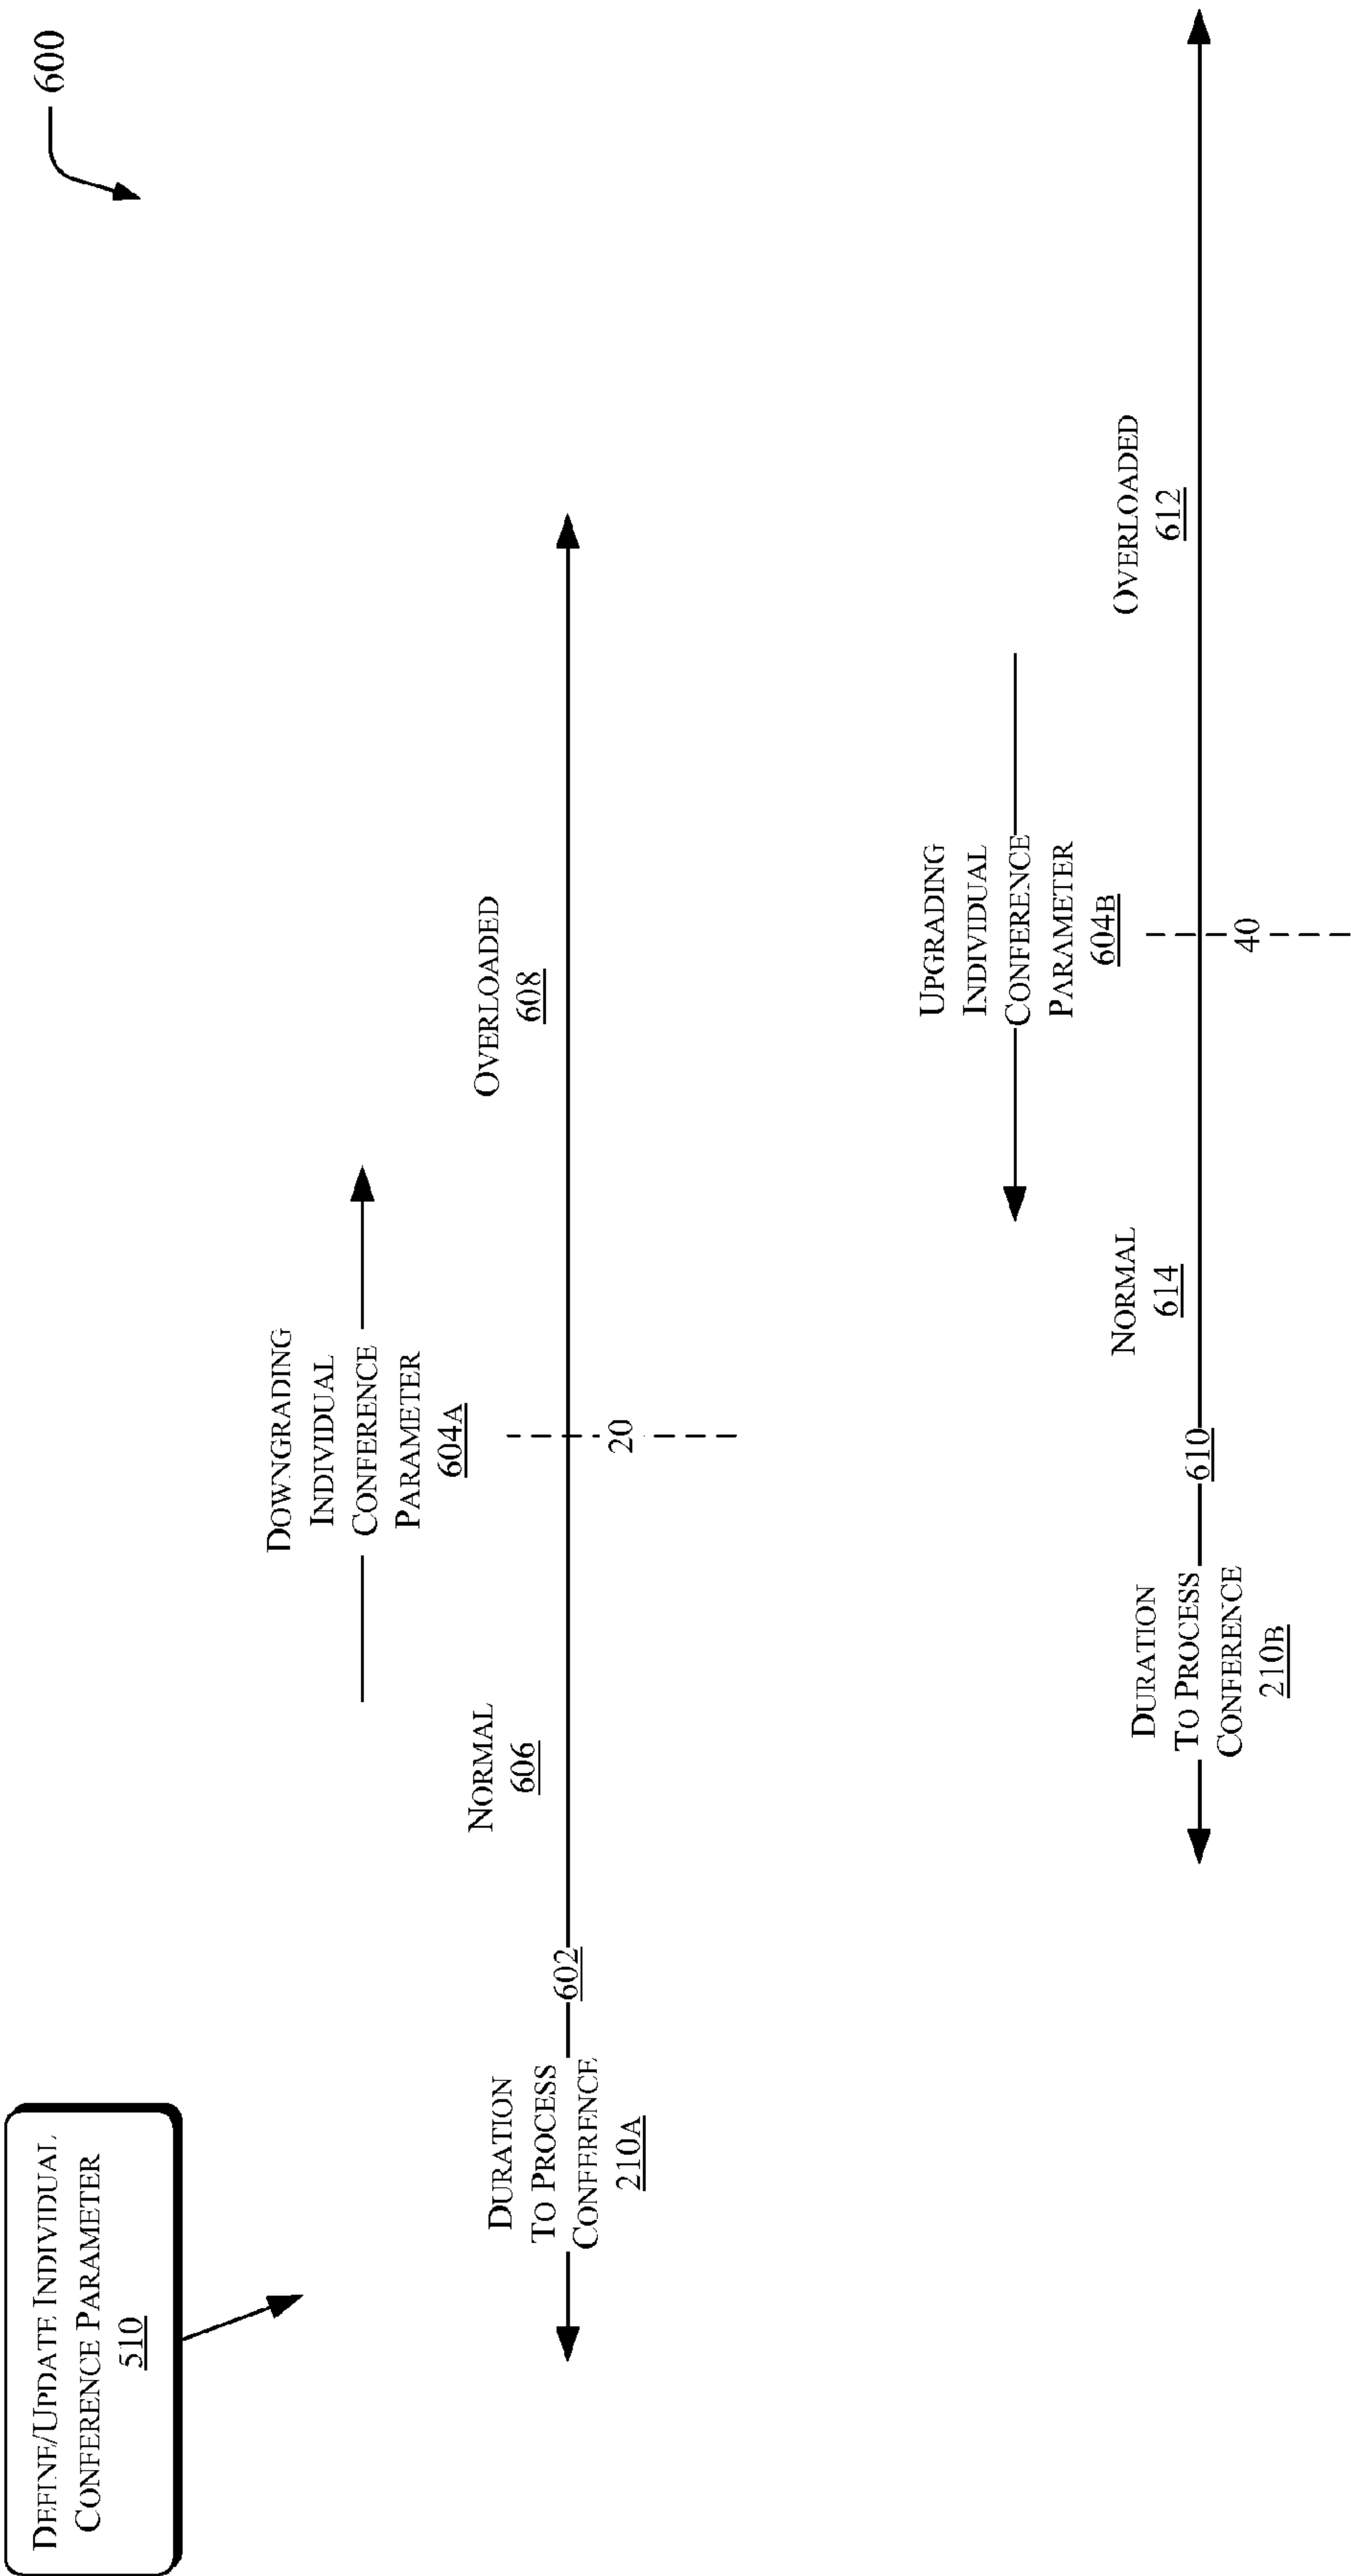 600
DEFINE/UPDATE INDIVIDUAL
CONFERENCE PARAMETER
510
DOWNGRADING
INDIVIDUAL
CONFERENCE
PARAMETER
604A
NORMAL
606
OVERLOADED
608
DURATION
TO PROCESS
CONFERENCE
210A
602
20
UPGRADING
INDIVIDUAL
CONFERENCE
PARAMETER
604B
NORMAL
614
OVERLOADED
612
DURATION
TO PROCESS
CONFERENCE
210B
610
40